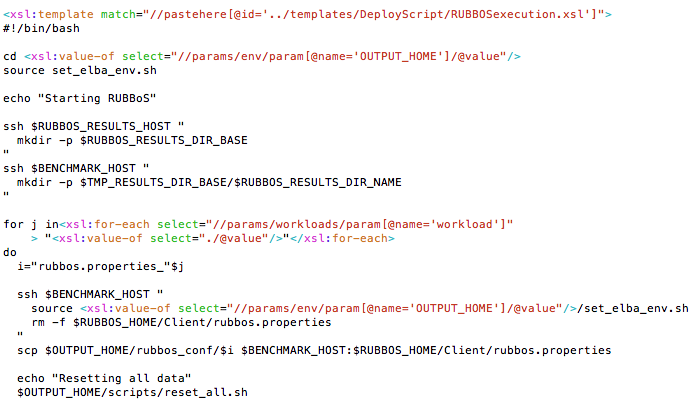 <xsl:template match="//pastehere[@id='../templates/DeployScript/RUBBOSexecution.xsl']">
#!/bin/bash

cd <xsl:value-of select="//params/env/param[@name='OUTPUT_HOME']/@value"/>
source set_elba_env.sh

echo "Starting RUBBoS"

ssh $RUBBOS_RESULTS_HOST "
  mkdir -p $RUBBOS_RESULTS_DIR_BASE
"
ssh $BENCHMARK_HOST "
  mkdir -p $TMP_RESULTS_DIR_BASE/$RUBBOS_RESULTS_DIR_NAME
"

for j in<xsl:for-each select="//params/workloads/param[@name='workload']"
    > "<xsl:value-of select="./@value"/>"</xsl:for-each>
do
  i="rubbos.properties_"$j

  ssh $BENCHMARK_HOST "
    source <xsl:value-of select="//params/env/param[@name='OUTPUT_HOME']/@value"/>/set_elba_env.sh
    rm -f $RUBBOS_HOME/Client/rubbos.properties
  "
  scp $OUTPUT_HOME/rubbos_conf/$i $BENCHMARK_HOST:$RUBBOS_HOME/Client/rubbos.properties

  echo "Resetting all data"
  $OUTPUT_HOME/scripts/reset_all.sh